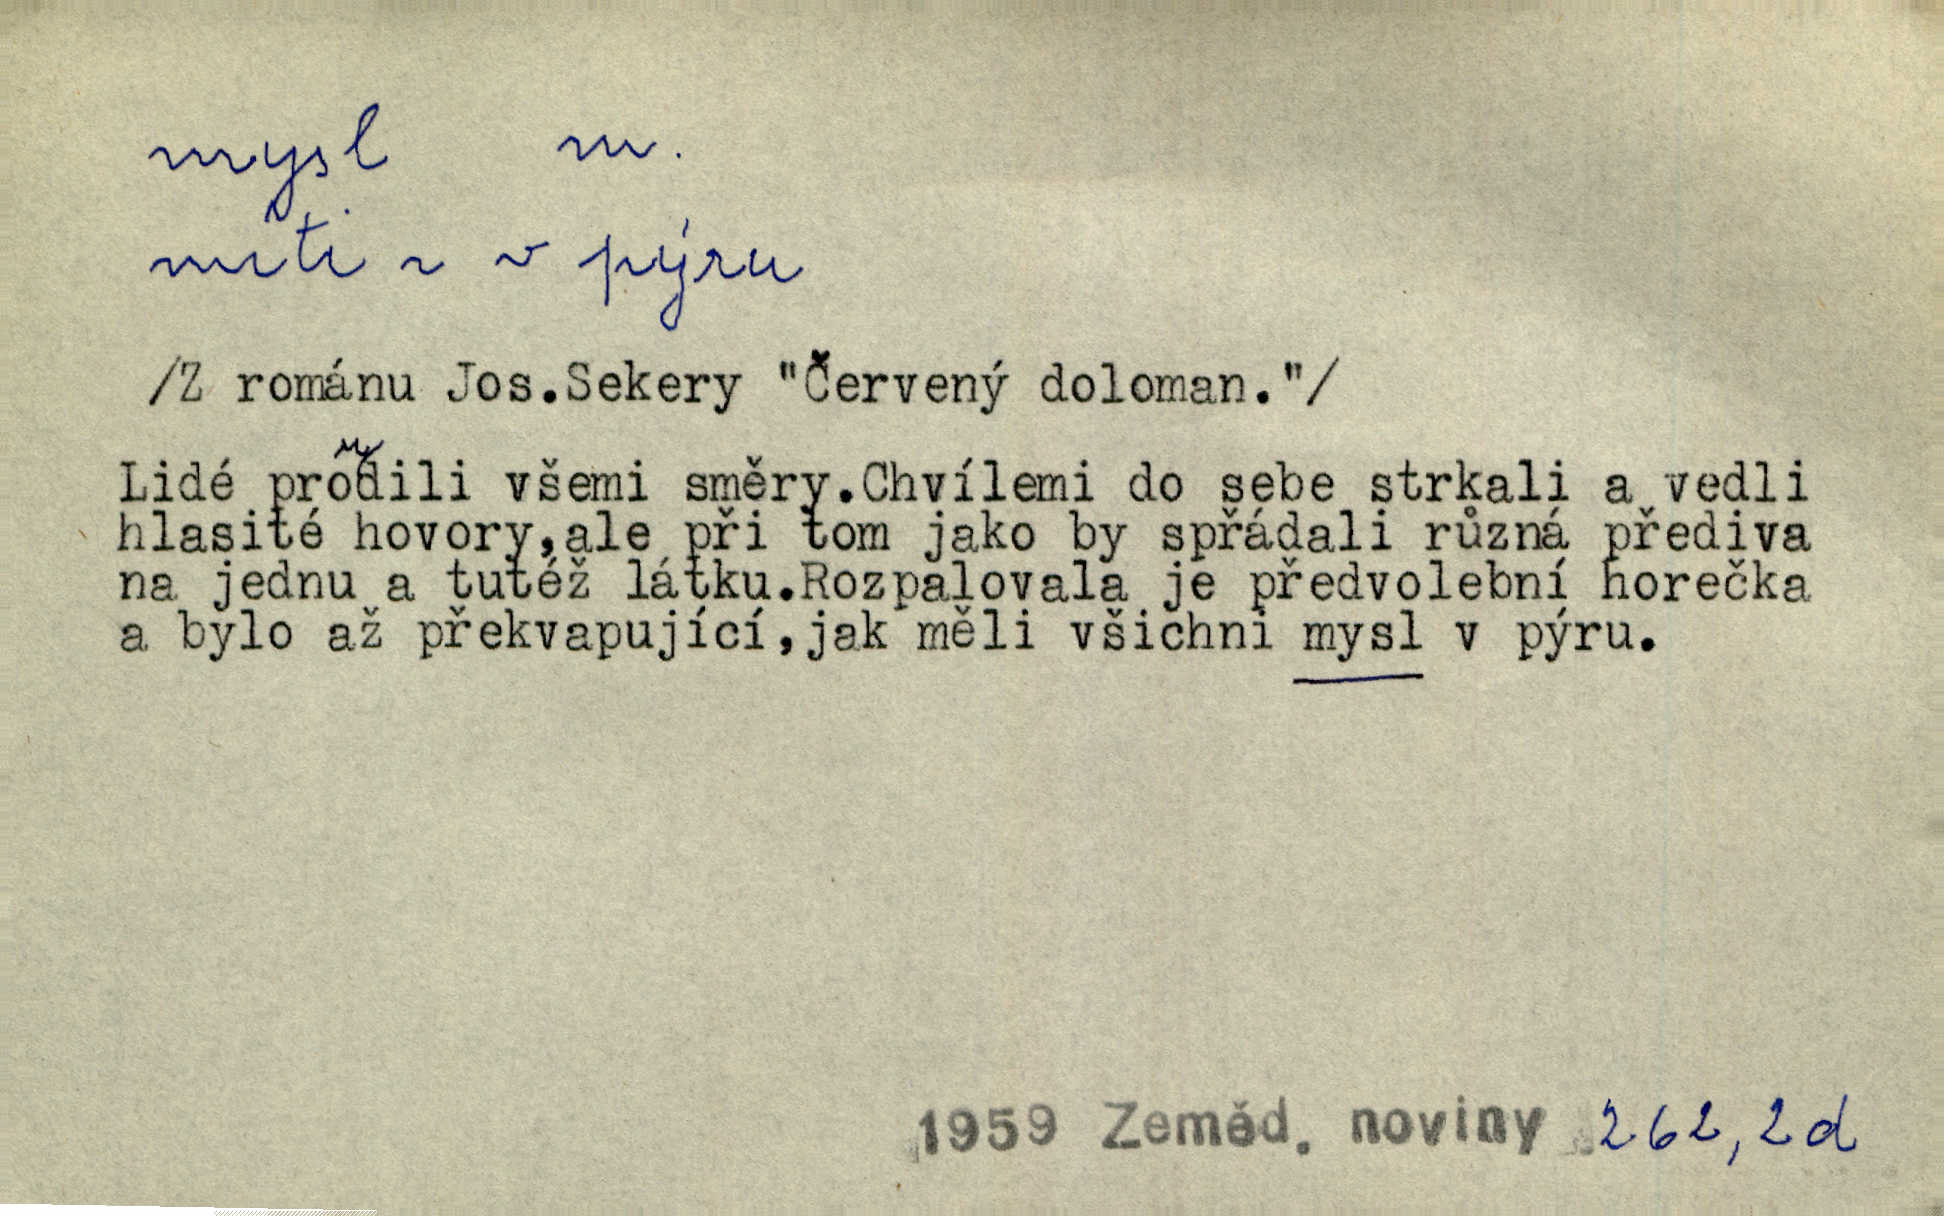 mysl m.
míti ~ v pýru
/Z románu Jos.Sekery "Červený doloman."/
Lidé proudili všemi směry.Chvílemi do sebe strkali a vedli
hlasité hovory,ale při tom jako by spřádali různá přediva
na jednu a tutéž látku.Rozpalovala je předvolební horečka
a bylo až překvapující,jak měli všichni mysl v pýru.
1959 Zeměd. noviny 262, 2d